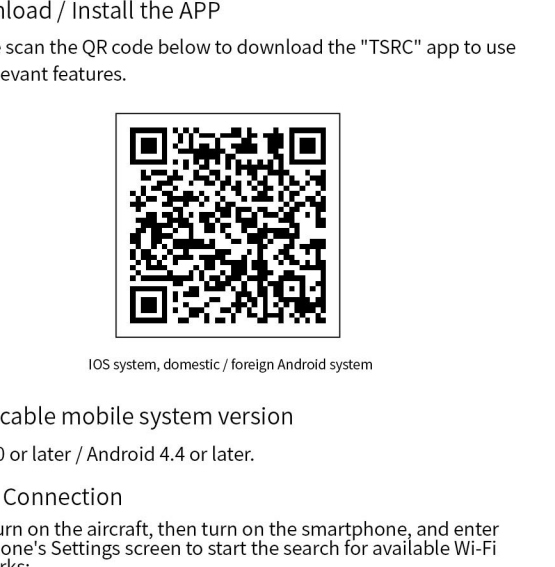 nload / Install the APP
e scan the QR code below to download the "TSRC" app to use
evant features.
IOS system, domestic / foreign Android system
cable mobile system version
0 or later / Android 4.4 or later.
Connection
urn on the aircraft, then turn on the smartphone, and enter
one's Settings screen to start the search for available Wi-Fi
rks: